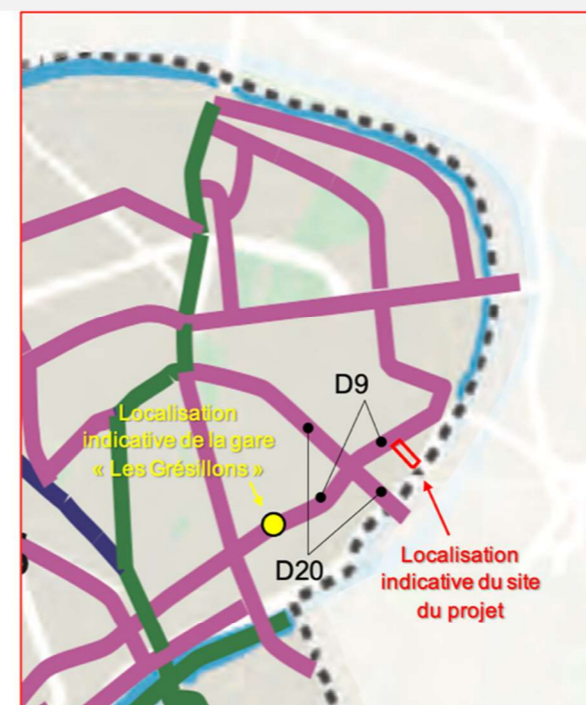 D9
Localisation
indicative de la gare
« Les Grésillons »
D20
Localisation
indicative du site
du projet